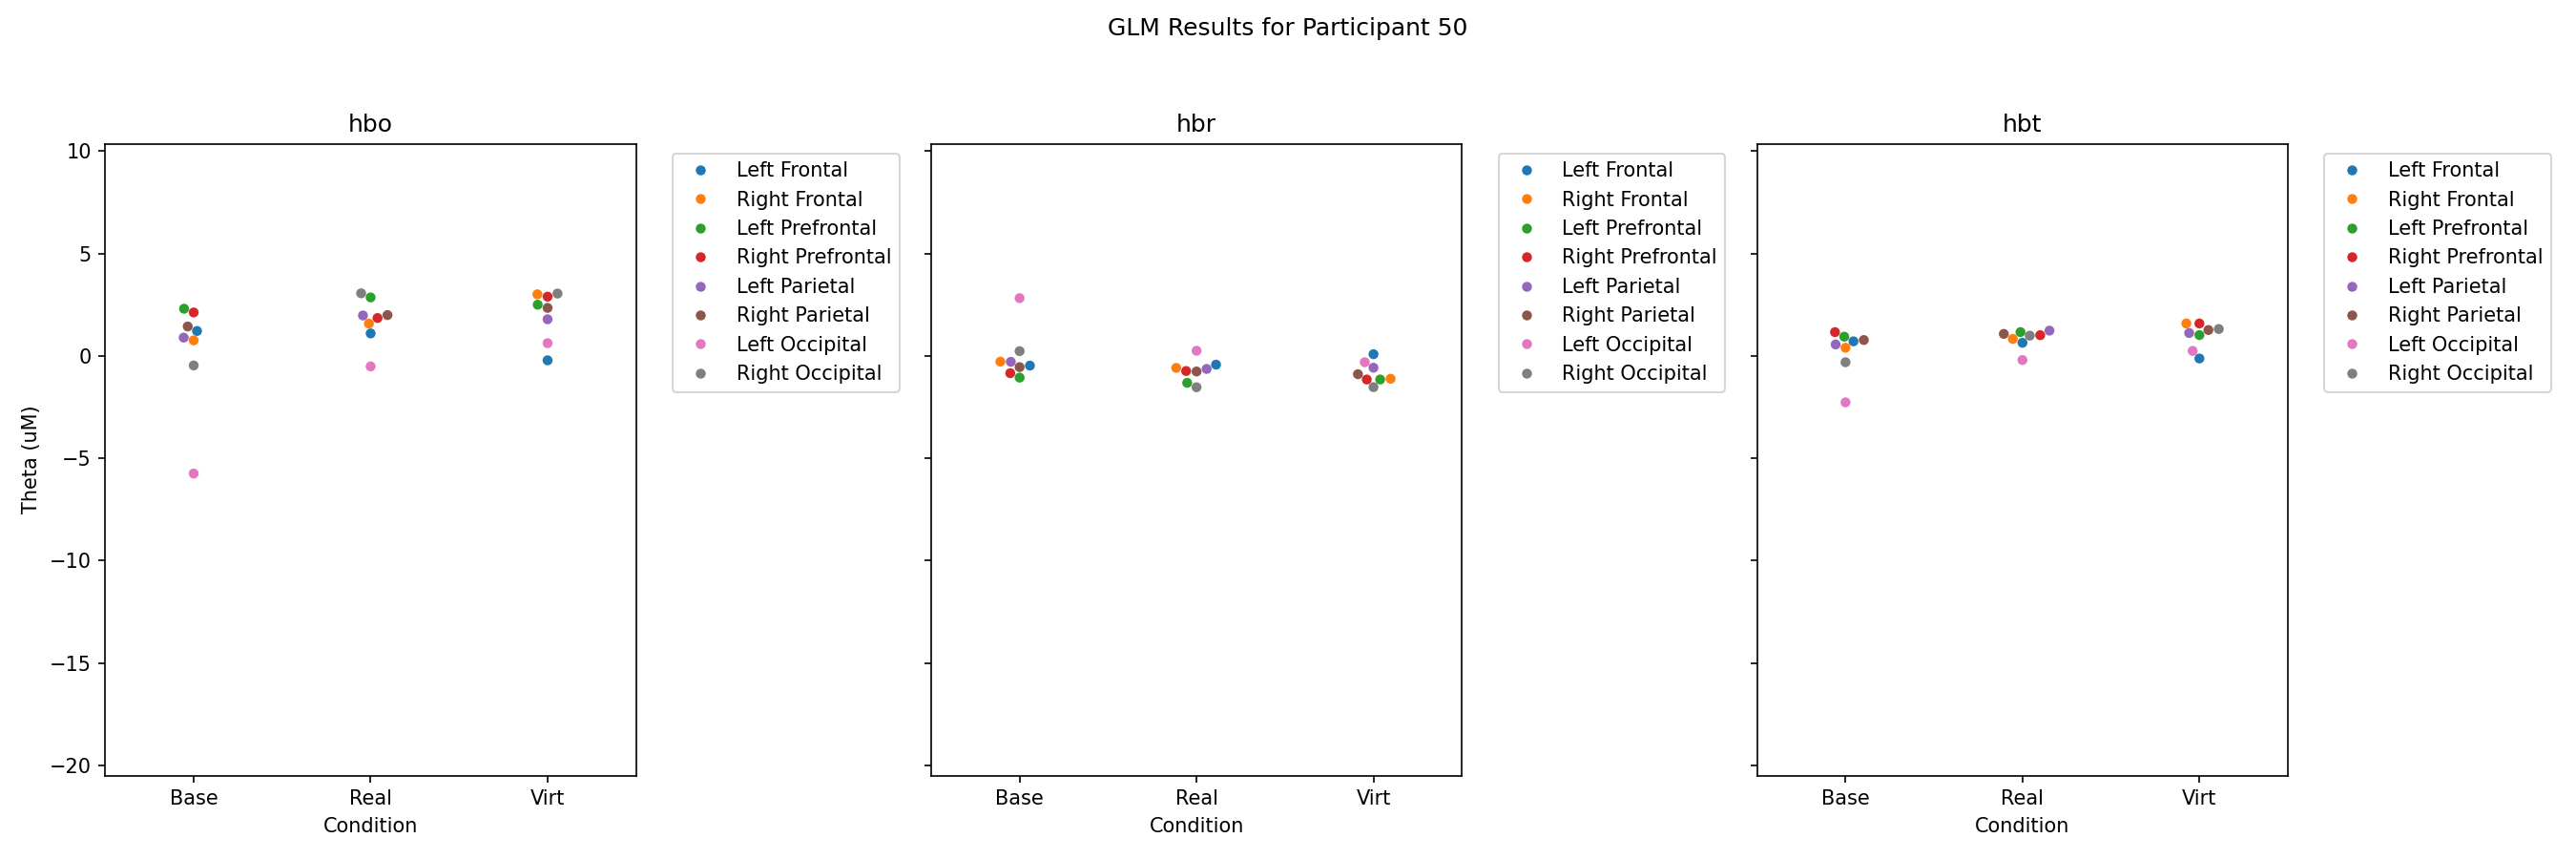 GLM Results for Participant 50
hbo
10
5
0
−5
−10
−15
−20
Theta (uM)
Base Real Virt
Condition
Left Frontal
Right Frontal
Left Prefrontal
Right Prefrontal
Left Parietal
Right Parietal
Left Occipital
Right Occipital
hbr
Base Real Virt
Condition
Left Frontal
Right Frontal
Left Prefrontal
Right Prefrontal
Left Parietal
Right Parietal
Left Occipital
Right Occipital
hbt
Base Real Virt
Condition
Left Frontal
Right Frontal
Left Prefrontal
Right Prefrontal
Left Parietal
Right Parietal
Left Occipital
Right Occipital